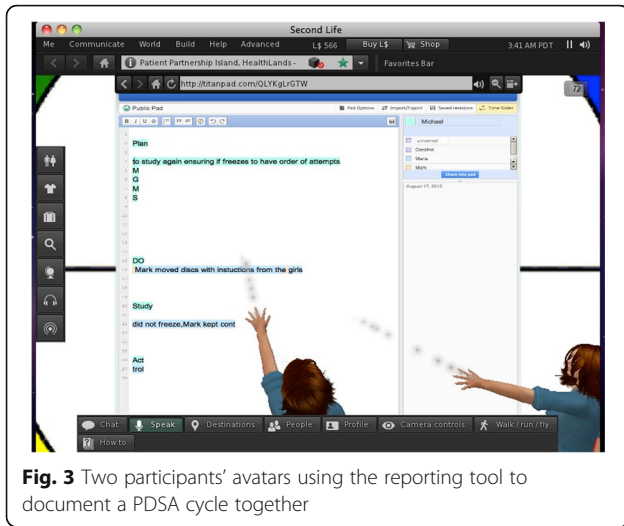 Second Life
Me Communicate World Build Help Advanced L$ 566 Buy L$ Shop 3:41 AM PDT
Patient Partnership Island, HealthLands - Favorites Bar
http://titanpad.com/QLYKgLrGTW
72
Public Pad Pad Options Import/Export Saved revisions Time Slider
B I U S
Michael
unnamed
Caroline
Maria
Mark
Share this pad
August 17, 2012
Plan
to study again ensuring if freezes to have order of attempts
M
G
M
S
DO
Mark moved discs with instuctions from the girls
Study
did not freeze,Mark kept cont
Act
trol
Chat Speak Destinations People Profile Camera controls Walk / run / fly
How to
Fig. 3 Two participants' avatars using the reporting tool to
document a PDSA cycle together